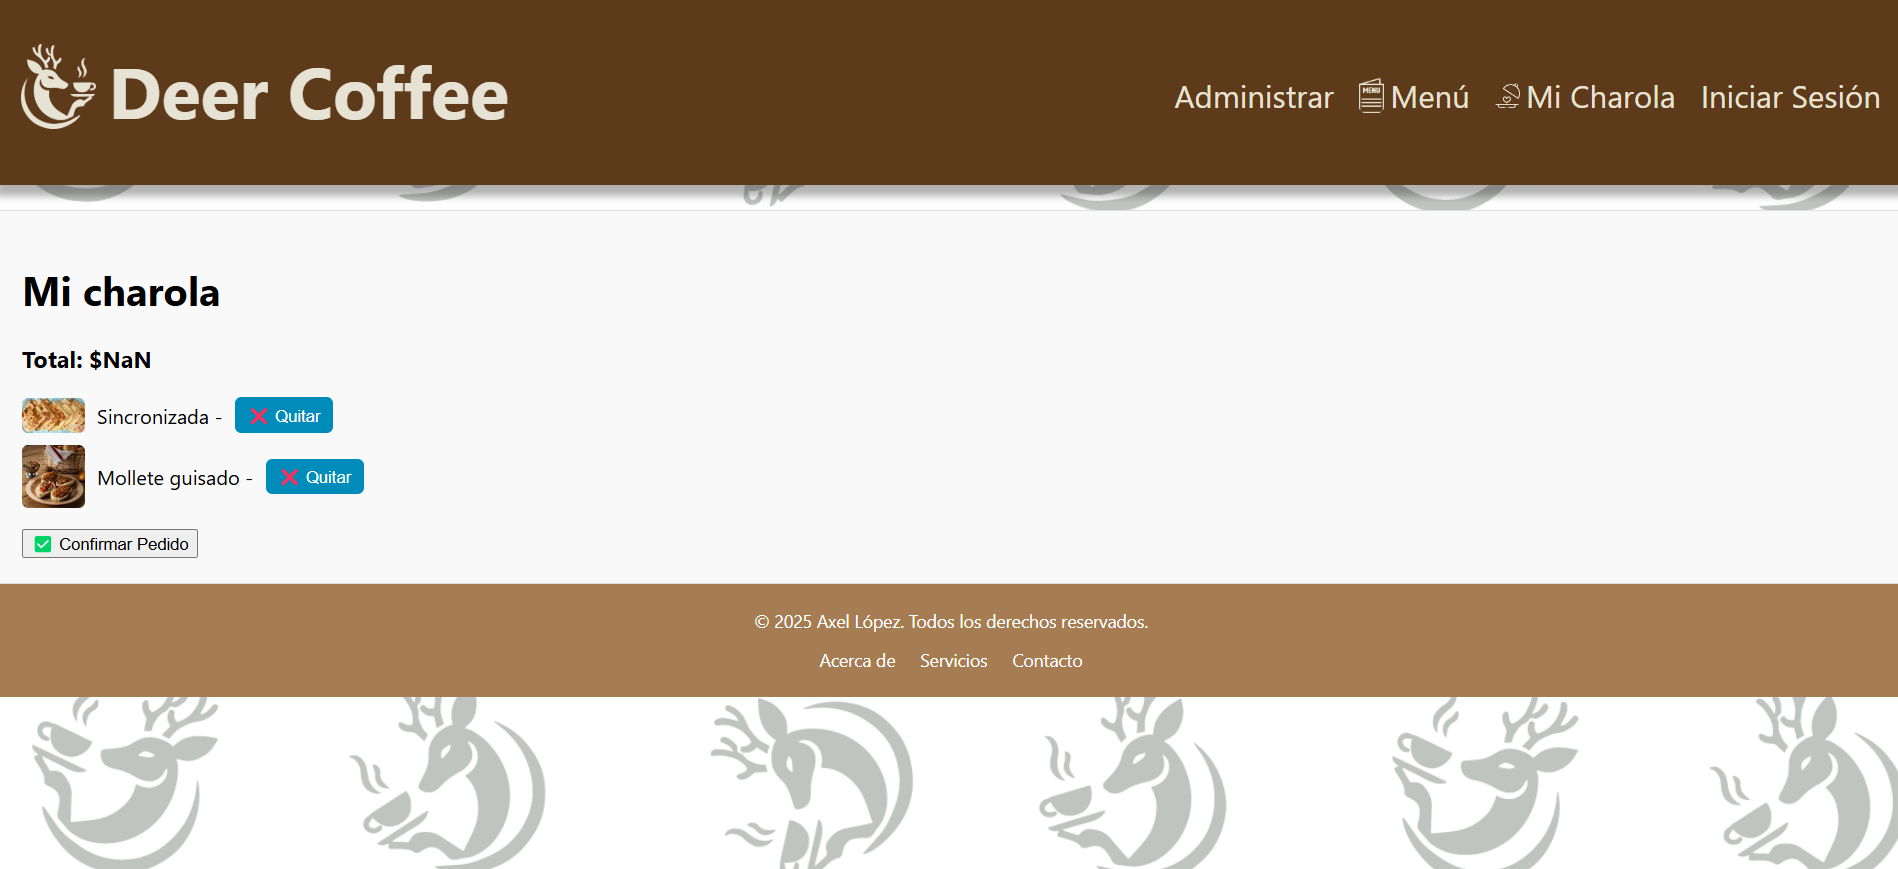 Deer Coffee
Administrar MENU Menú Mi Charola Iniciar Sesión
Mi charola
Total: $NaN
Sincronizada - ❌ Quitar
Mollete guisado - ❌ Quitar
✅ Confirmar Pedido
© 2025 Axel López. Todos los derechos reservados.
Acerca de Servicios Contacto